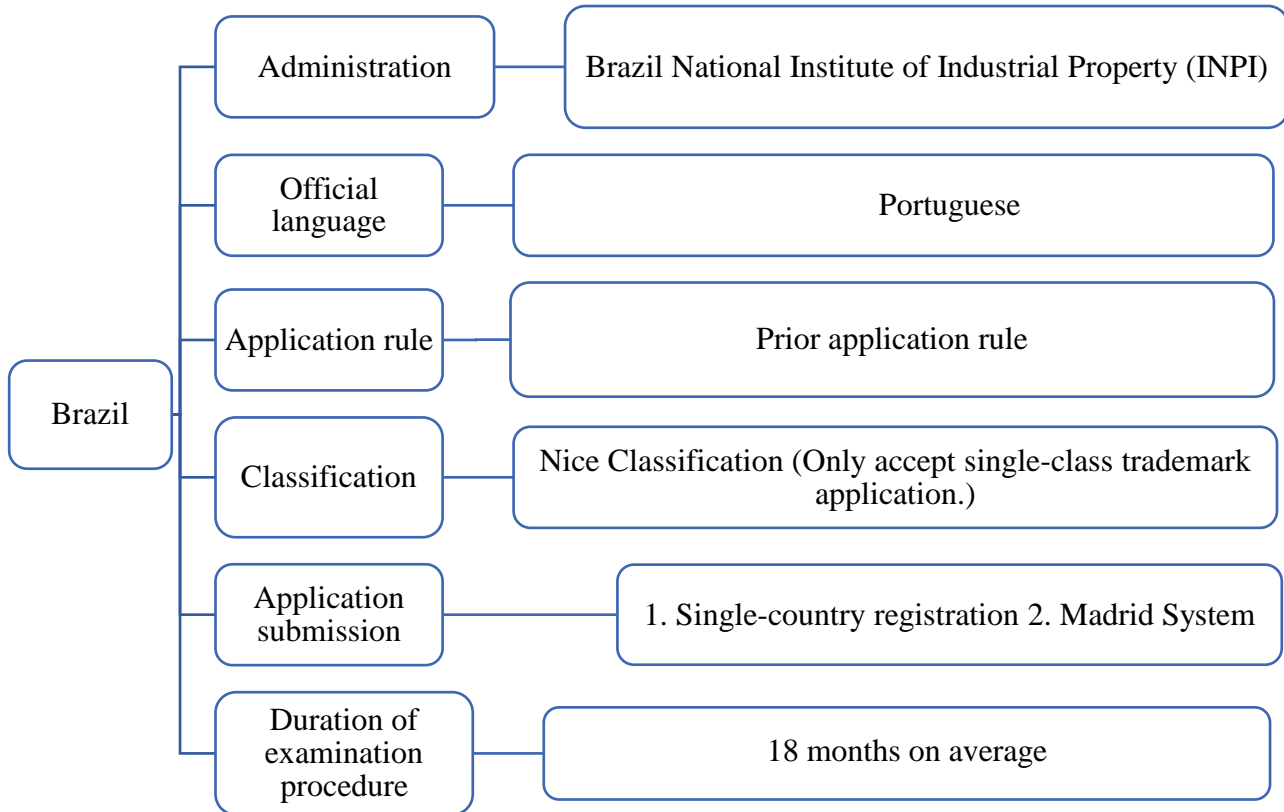 Brazil
Administration
Brazil National Institute of Industrial Property (INPI)
Official
language
Portuguese
Application rule
Prior application rule
Classification
Nice Classification (Only accept single-class trademark
application.)
Application
submission
1. Single-country registration 2. Madrid System
Duration of
examination
procedure
18 months on average